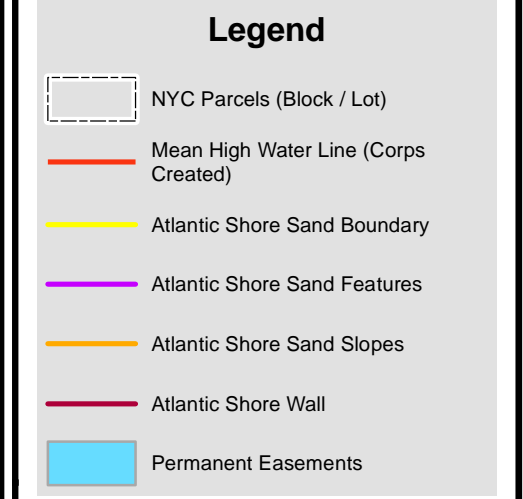 Legend
NYC Parcels (Block / Lot)
Mean High Water Line (Corps
Created)
Atlantic Shore Sand Boundary
Atlantic Shore Sand Features
Atlantic Shore Sand Slopes
Atlantic Shore Wall
Permanent Easements